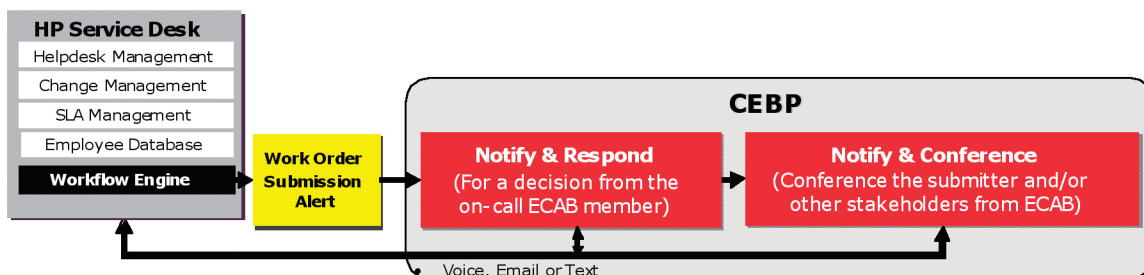 HP Service Desk
Helpdesk Management
Change Management
SLA Management
Employee Database
Workflow Engine
Work Order
Submission
Alert
CEBP
Notify & Respond
(For a decision from the
on-call ECAB member)
Notify & Conference
(Conference the submitter and/or
other stakeholders from ECAB)
• Voice, Email or Text